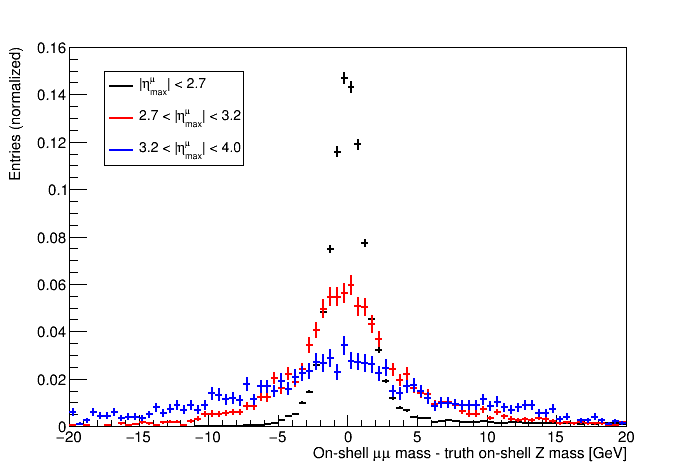 Entries (normalized)
0.16
0.14
0.12
0.1
0.08
0.06
0.04
0.02
0
|η^μ_max| < 2.7
2.7 < |η^μ_max| < 3.2
3.2 < |η^μ_max| < 4.0
−20 −15 −10 −5 0 5 10 15 20
On-shell μμ mass - truth on-shell Z mass [GeV]